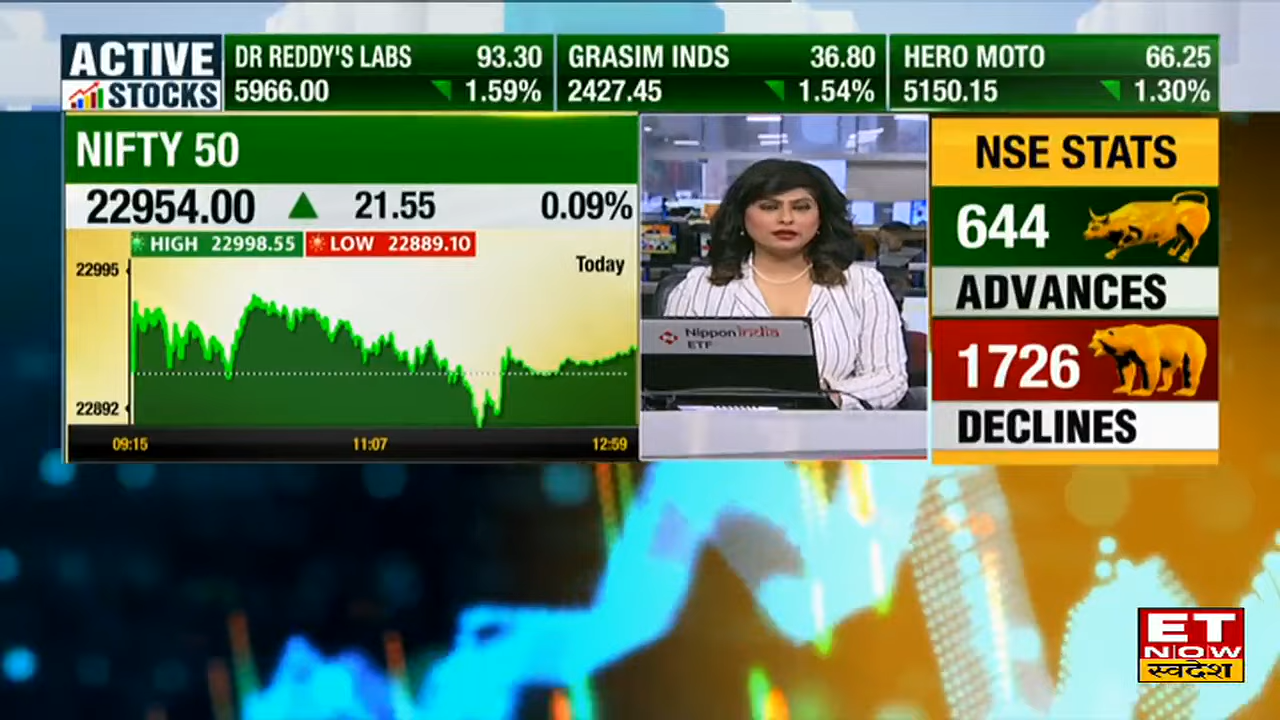 ACTIVE
STOCKS
DR REDDY'S LABS 93.30
5966.00 1.59%
GRASIM INDS 36.80
2427.45 1.54%
HERO MOTO 66.25
5150.15 1.30%
NIFTY 50
22954.00 21.55 0.09%
HIGH 22998.55 LOW 22889.10
Today
22995
22892
09:15 11:07 12:59
Nippon india
ETF
NSE STATS
644
ADVANCES
1726
DECLINES
ET
NOW
स्वदेश